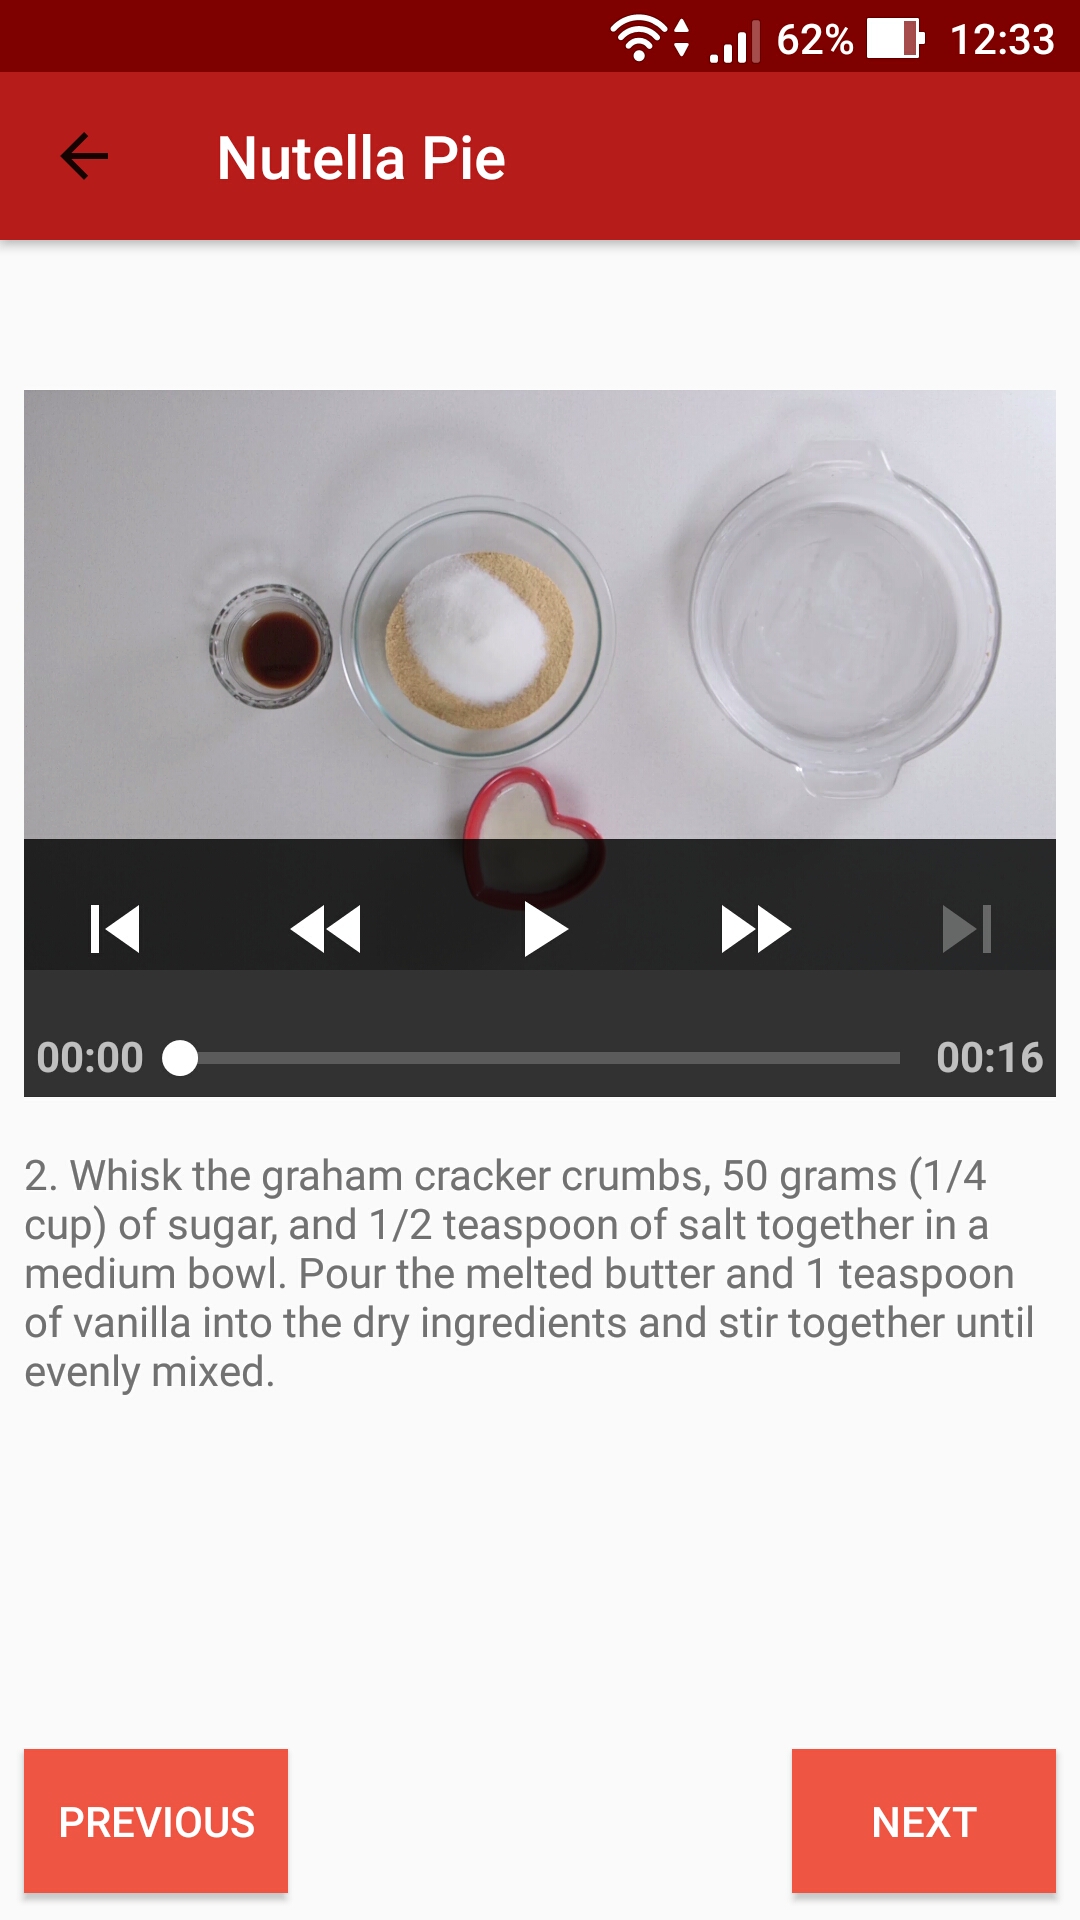 62% 12:33
Nutella Pie
00:00 00:16
2. Whisk the graham cracker crumbs, 50 grams (1/4
cup) of sugar, and 1/2 teaspoon of salt together in a
medium bowl. Pour the melted butter and 1 teaspoon
of vanilla into the dry ingredients and stir together until
evenly mixed.
PREVIOUS NEXT